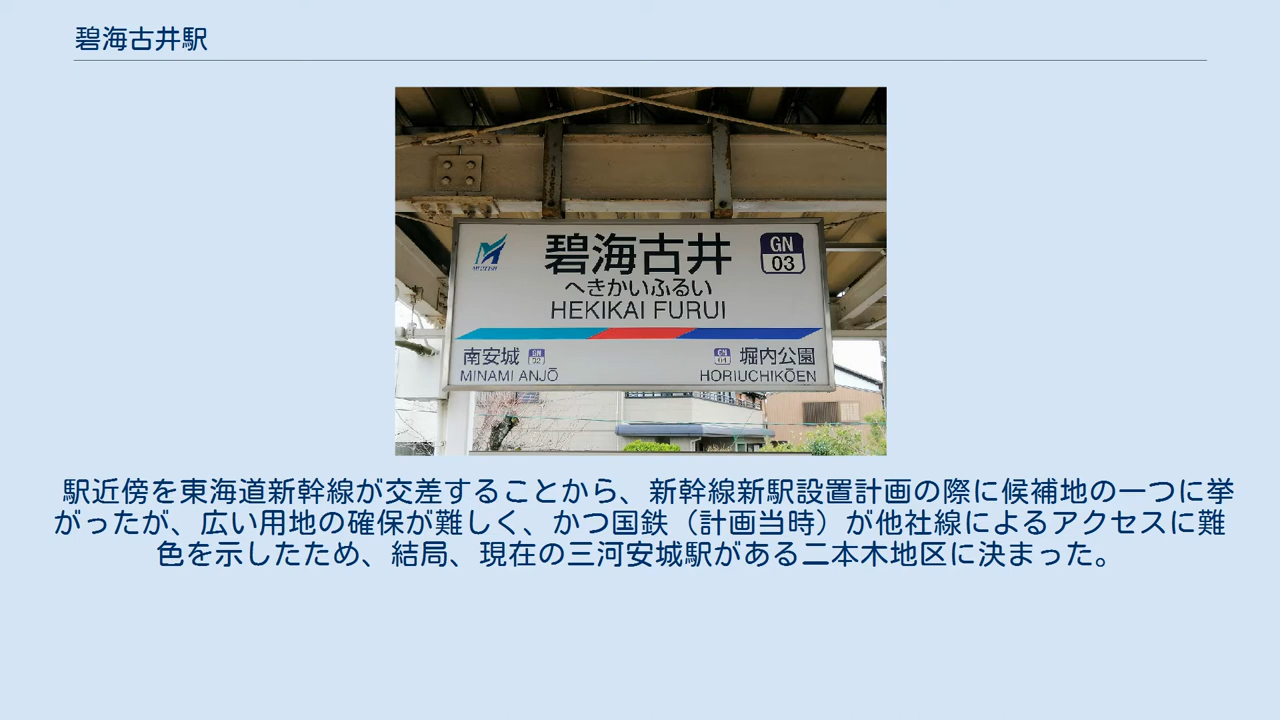 碧海古井駅
碧海古井
GN
03
へきかいふるい
HEKIKAI FURUI
南安城 GN 02
GN 04 堀内公園
MINAMI ANJŌ
HORIUCHIKŌEN
駅近傍を東海道新幹線が交差することから、新幹線新駅設置計画の際に候補地の一つに挙
がったが、広い用地の確保が難しく、かつ国鉄（計画当時）が他社線によるアクセスに難
色を示したため、結局、現在の三河安城駅がある二本木地区に決まった。